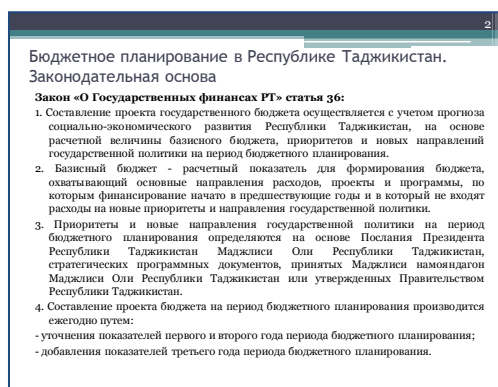 2
Бюджетное планирование в Республике Таджикистан.
Законодательная основа
Закон «О Государственных финансах РТ» статья 36:
1. Составление проекта государственного бюджета осуществляется с учетом прогноза
социально-экономического развития Республики Таджикистан, на основе
расчетной величины базисного бюджета, приоритетов и новых направлений
государственной политики на период бюджетного планирования.
2. Базисный бюджет - расчетный показатель для формирования бюджета,
охватывающий основные направления расходов, проекты и программы, по
которым финансирование начато в предшествующие годы и в который не входят
расходы на новые приоритеты и направления государственной политики.
3. Приоритеты и новые направления государственной политики на период
бюджетного планирования определяются на основе Послания Президента
Республики Таджикистан Маджлиси Оли Республики Таджикистан,
стратегических программных документов, принятых Маджлиси намояндагон
Маджлиси Оли Республики Таджикистан или утвержденных Правительством
Республики Таджикистан.
4. Составление проекта бюджета на период бюджетного планирования производится
ежегодно путем:
- уточнения показателей первого и второго года периода бюджетного планирования;
- добавления показателей третьего года периода бюджетного планирования.